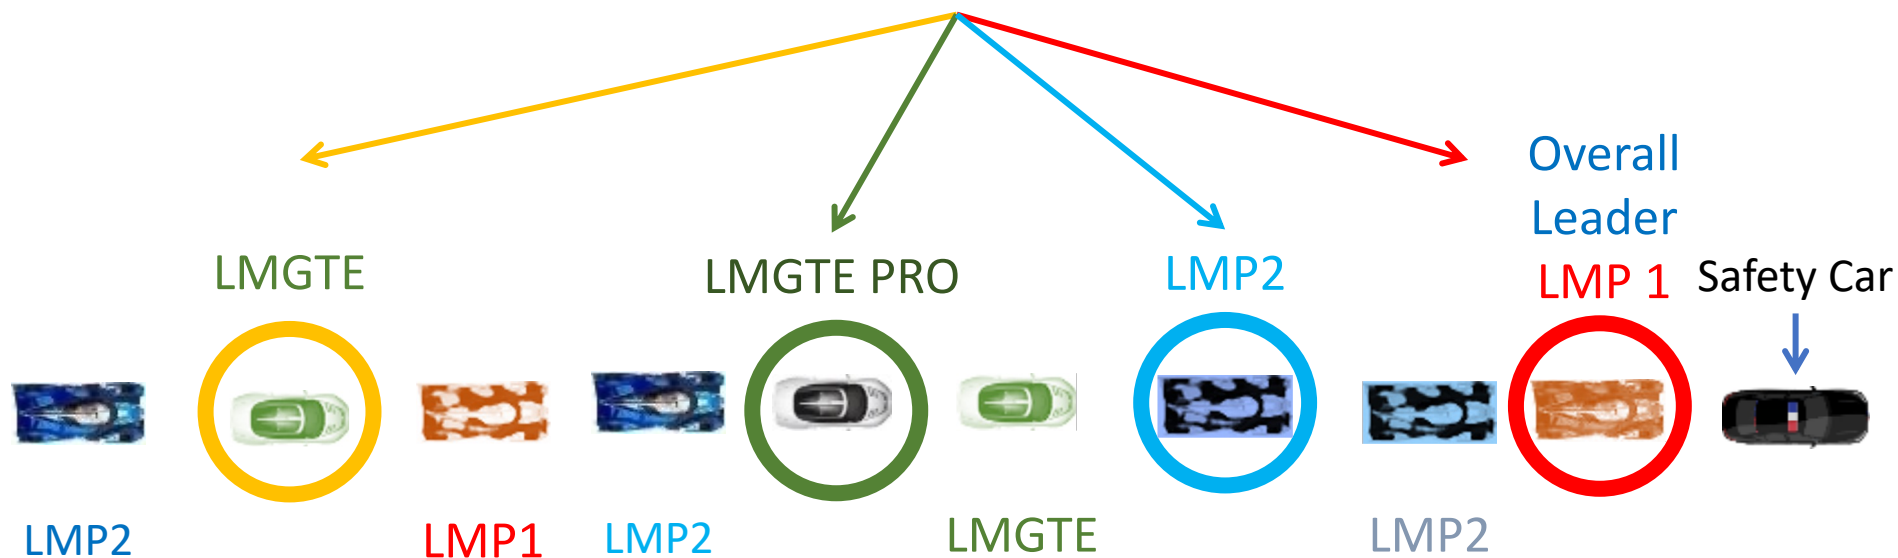 Overall
Leader
LMGTE
LMGTE PRO
LMP2
LMP 1
Safety Car
LMP2
LMP1
LMP2
LMGTE
LMP2